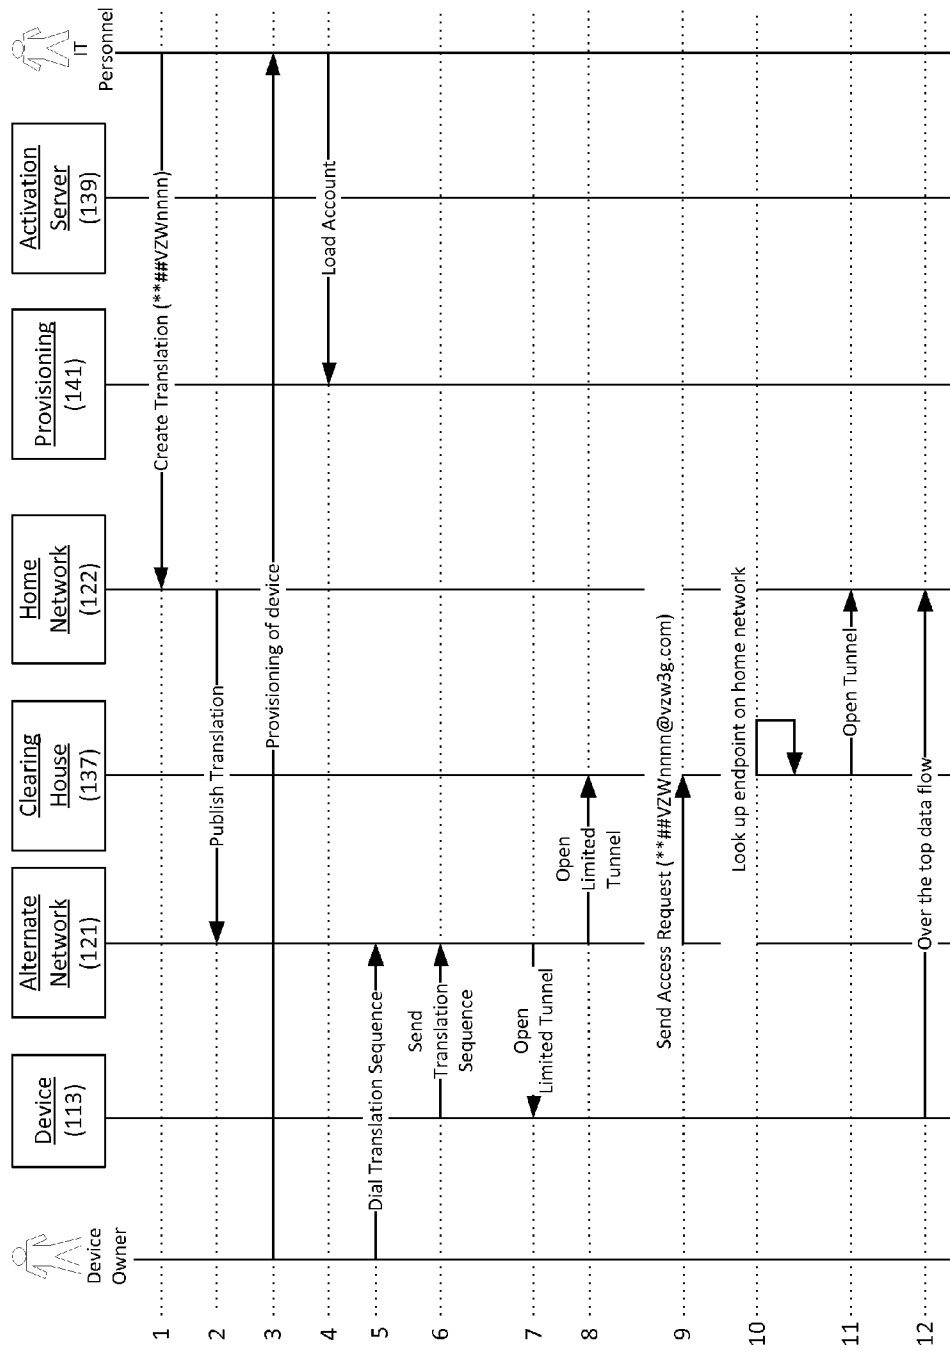 Device
Owner
Device
(113)
Alternate
Network
(121)
Clearing
House
(137)
Home
Network
(122)
Provisioning
(141)
Activation
Server
(139)
IT
Personnel
1
Create Translation (**##VZWnnnn)
2
Publish Translation
3
Provisioning of device
4
Load Account
5
Dial Translation Sequence
6
Send
Translation
Sequence
7
Open
Limited Tunnel
8
Open
Limited
Tunnel
9
Send Access Request (**##VZWnnnn@vzw3g.com)
10
Look up endpoint on home network
11
Open Tunnel
12
Over the top data flow